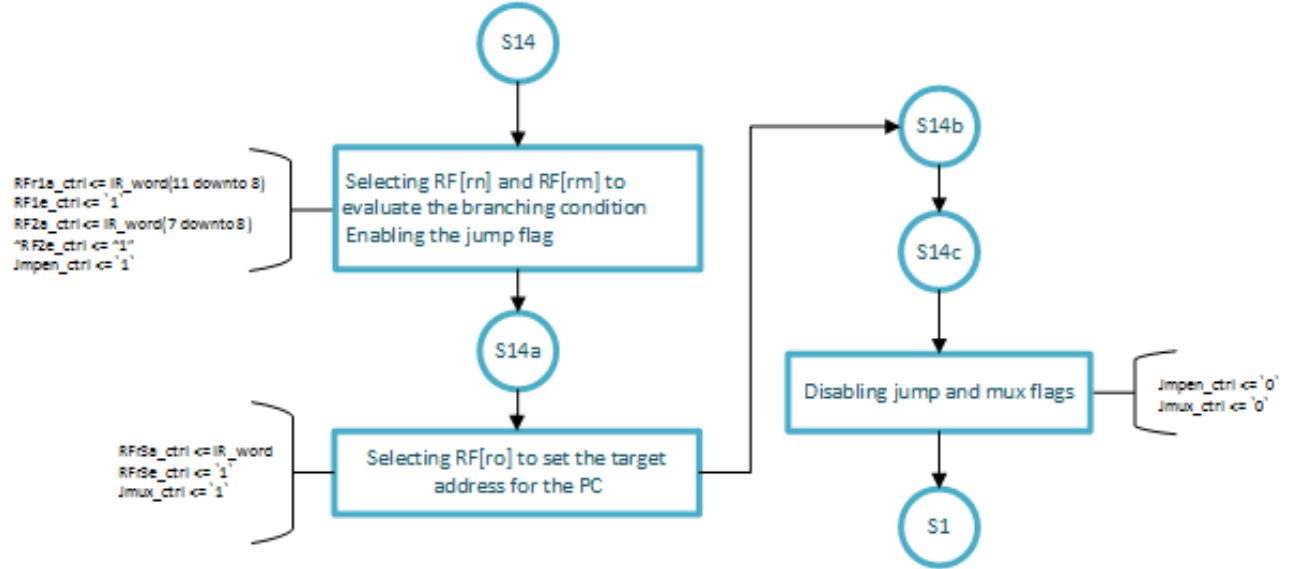 S14
RFr1a_ctrl <= IR_word(11 downto 8)
RF1e_ctrl <= `1`
RF2a_ctrl <= IR_word(7 downto 8)
"RF2e_ctrl <= "1"
Jmpen_ctrl <= `1`
Selecting RF[rn] and RF[rm] to
evaluate the branching condition
Enabling the jump flag
S14a
RFr3a_ctrl <= IR_word
RFr3e_ctrl <= `1`
Jmux_ctrl <= `1`
Selecting RF[ro] to set the target
address for the PC
S14b
S14c
Disabling jump and mux flags
Jmpen_ctrl <= `0`
Jmux_ctrl <= `0`
S1